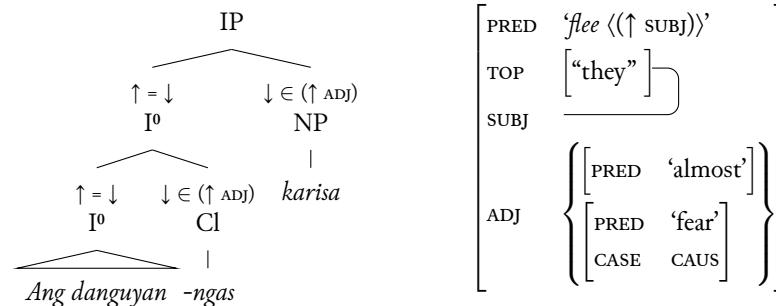 IP
↑ = ↓ ↓ ∈ (↑ ADJ)
I⁰ NP
↑ = ↓ ↓ ∈ (↑ ADJ) karisa
I⁰ Cl
Ang danguyan -ngas
PRED ‘flee ⟨(↑ SUBJ)⟩’
TOP [“they”]
SUBJ
ADJ
PRED ‘almost’
PRED ‘fear’
CASE CAUS